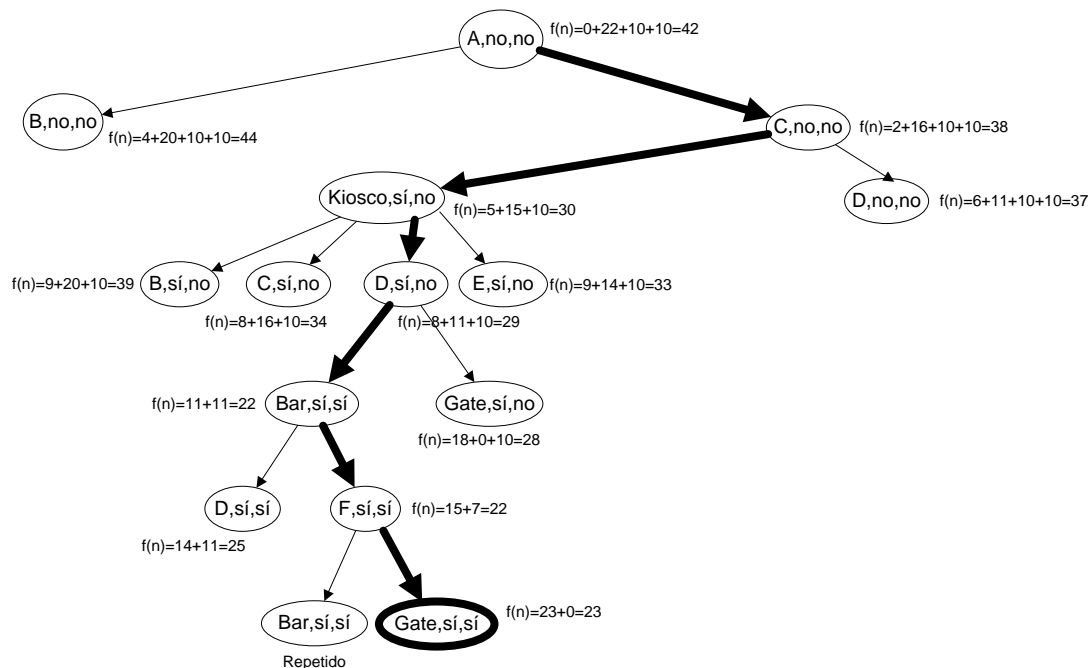 A,no,no
f(n)=0+22+10+10=42
B,no,no
f(n)=4+20+10+10=44
C,no,no
f(n)=2+16+10+10=38
Kiosco,sí,no
f(n)=5+15+10=30
D,no,no
f(n)=6+11+10+10=37
f(n)=9+20+10=39
B,sí,no
C,sí,no
f(n)=8+16+10=34
D,sí,no
f(n)=8+11+10=29
E,sí,no
f(n)=9+14+10=33
f(n)=11+11=22
Bar,sí,sí
Gate,sí,no
f(n)=18+0+10=28
D,sí,sí
f(n)=14+11=25
F,sí,sí
f(n)=15+7=22
Bar,sí,sí
Repetido
Gate,sí,sí
f(n)=23+0=23